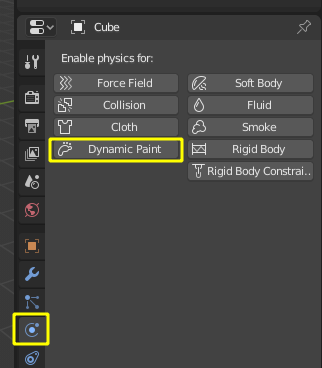 Cube
Enable physics for:
Force Field
Soft Body
Collision
Fluid
Cloth
Smoke
Dynamic Paint
Rigid Body
Rigid Body Constrai..